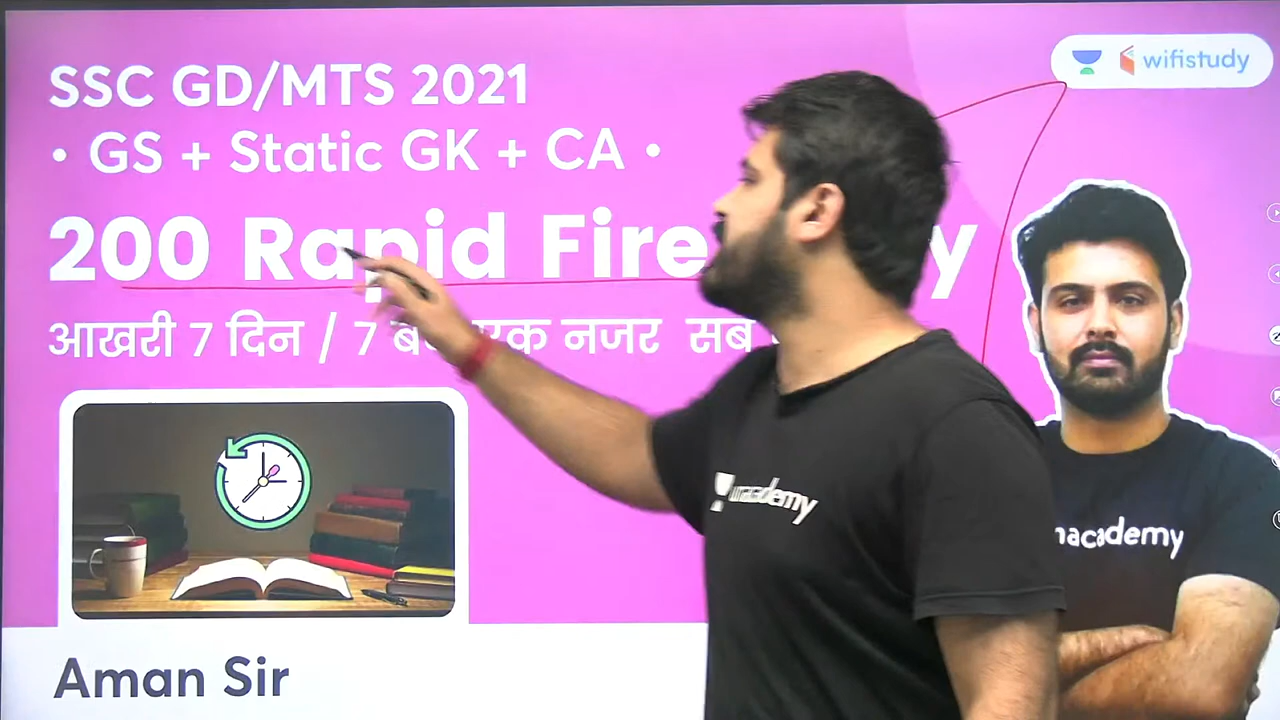 SSC GD/MTS 2021
wifistudy
• GS + Static GK + CA •
200 Rapid Fire
आखरी 7 दिन / 7 नजर सब
unacademy
nacademy
Aman Sir